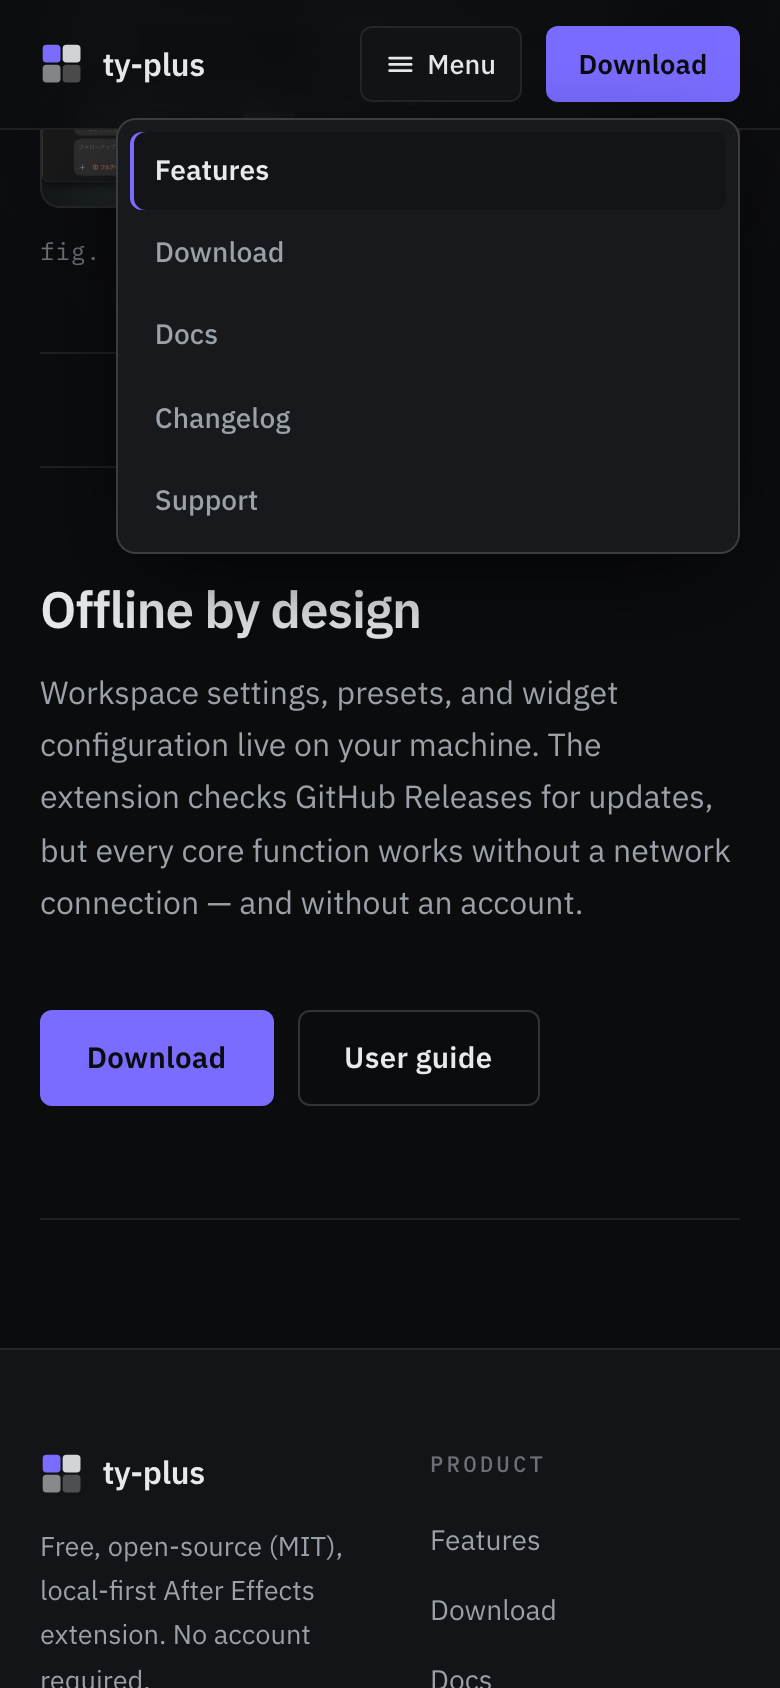 ty-plus
Menu
Download
Features
Download
Docs
Changelog
Support
fig.
Offline by design
Workspace settings, presets, and widget
configuration live on your machine. The
extension checks GitHub Releases for updates,
but every core function works without a network
connection — and without an account.
Download
User guide
ty-plus
Free, open-source (MIT),
local-first After Effects
extension. No account
required.
PRODUCT
Features
Download
Docs